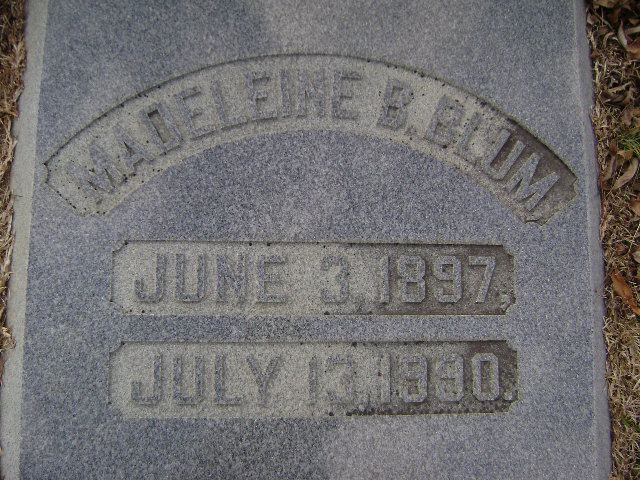 MADELEINE B. BLUM
JUNE 3, 1897,
JULY 13, 1990.